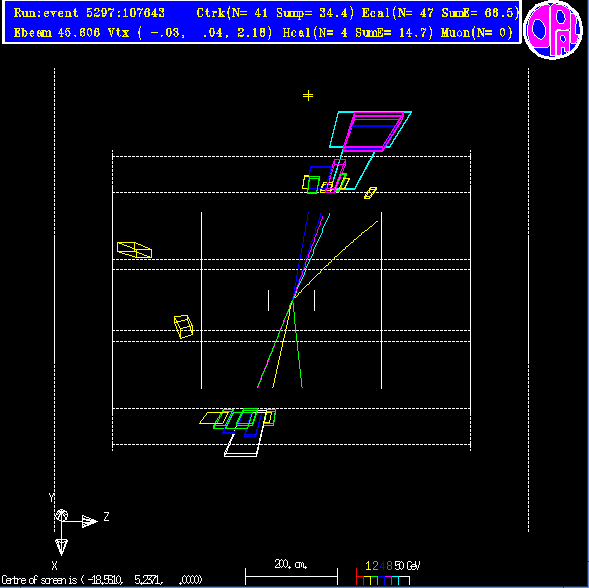 Run:event 5297:107643 Ctrk(N= 41 Sump= 34.4) Ecal(N= 47 SumE= 66.5)
Ebeam 45.606 Vtx ( -.03, .04, 2.18) Hcal(N= 4 SumE= 14.7) Muon(N= 0)
OPAL
Y
Z
X
200. cm.
1 2 4 8 50 GeV
Centre of screen is ( -18.5510, 5.2371, .0000)